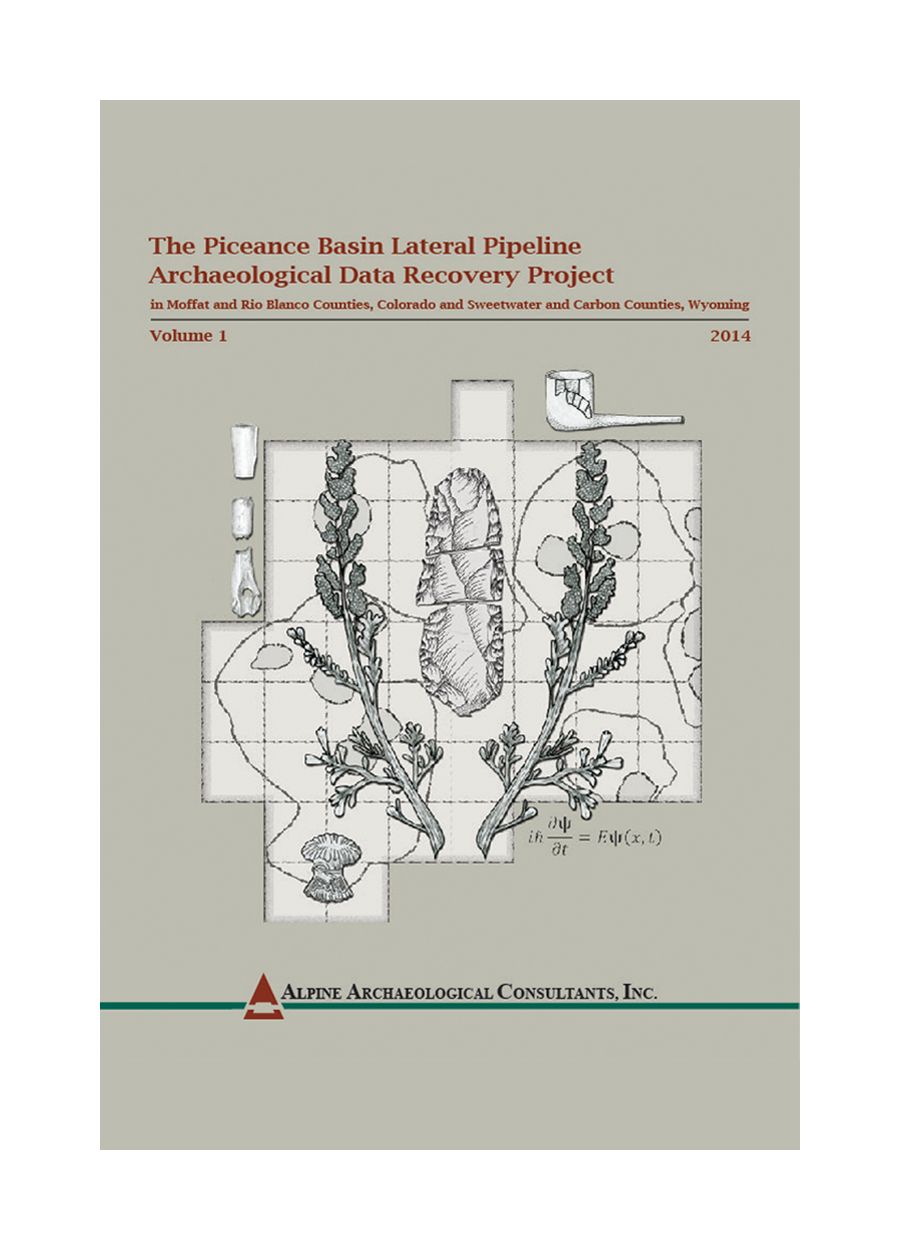 The Piceance Basin Lateral Pipeline
Archaeological Data Recovery Project
in Moffat and Rio Blanco Counties, Colorado and Sweetwater and Carbon Counties, Wyoming
Volume 1 2014
iħ ∂ψ/∂t = Eψ(x, t)
ALPINE ARCHAEOLOGICAL CONSULTANTS, INC.